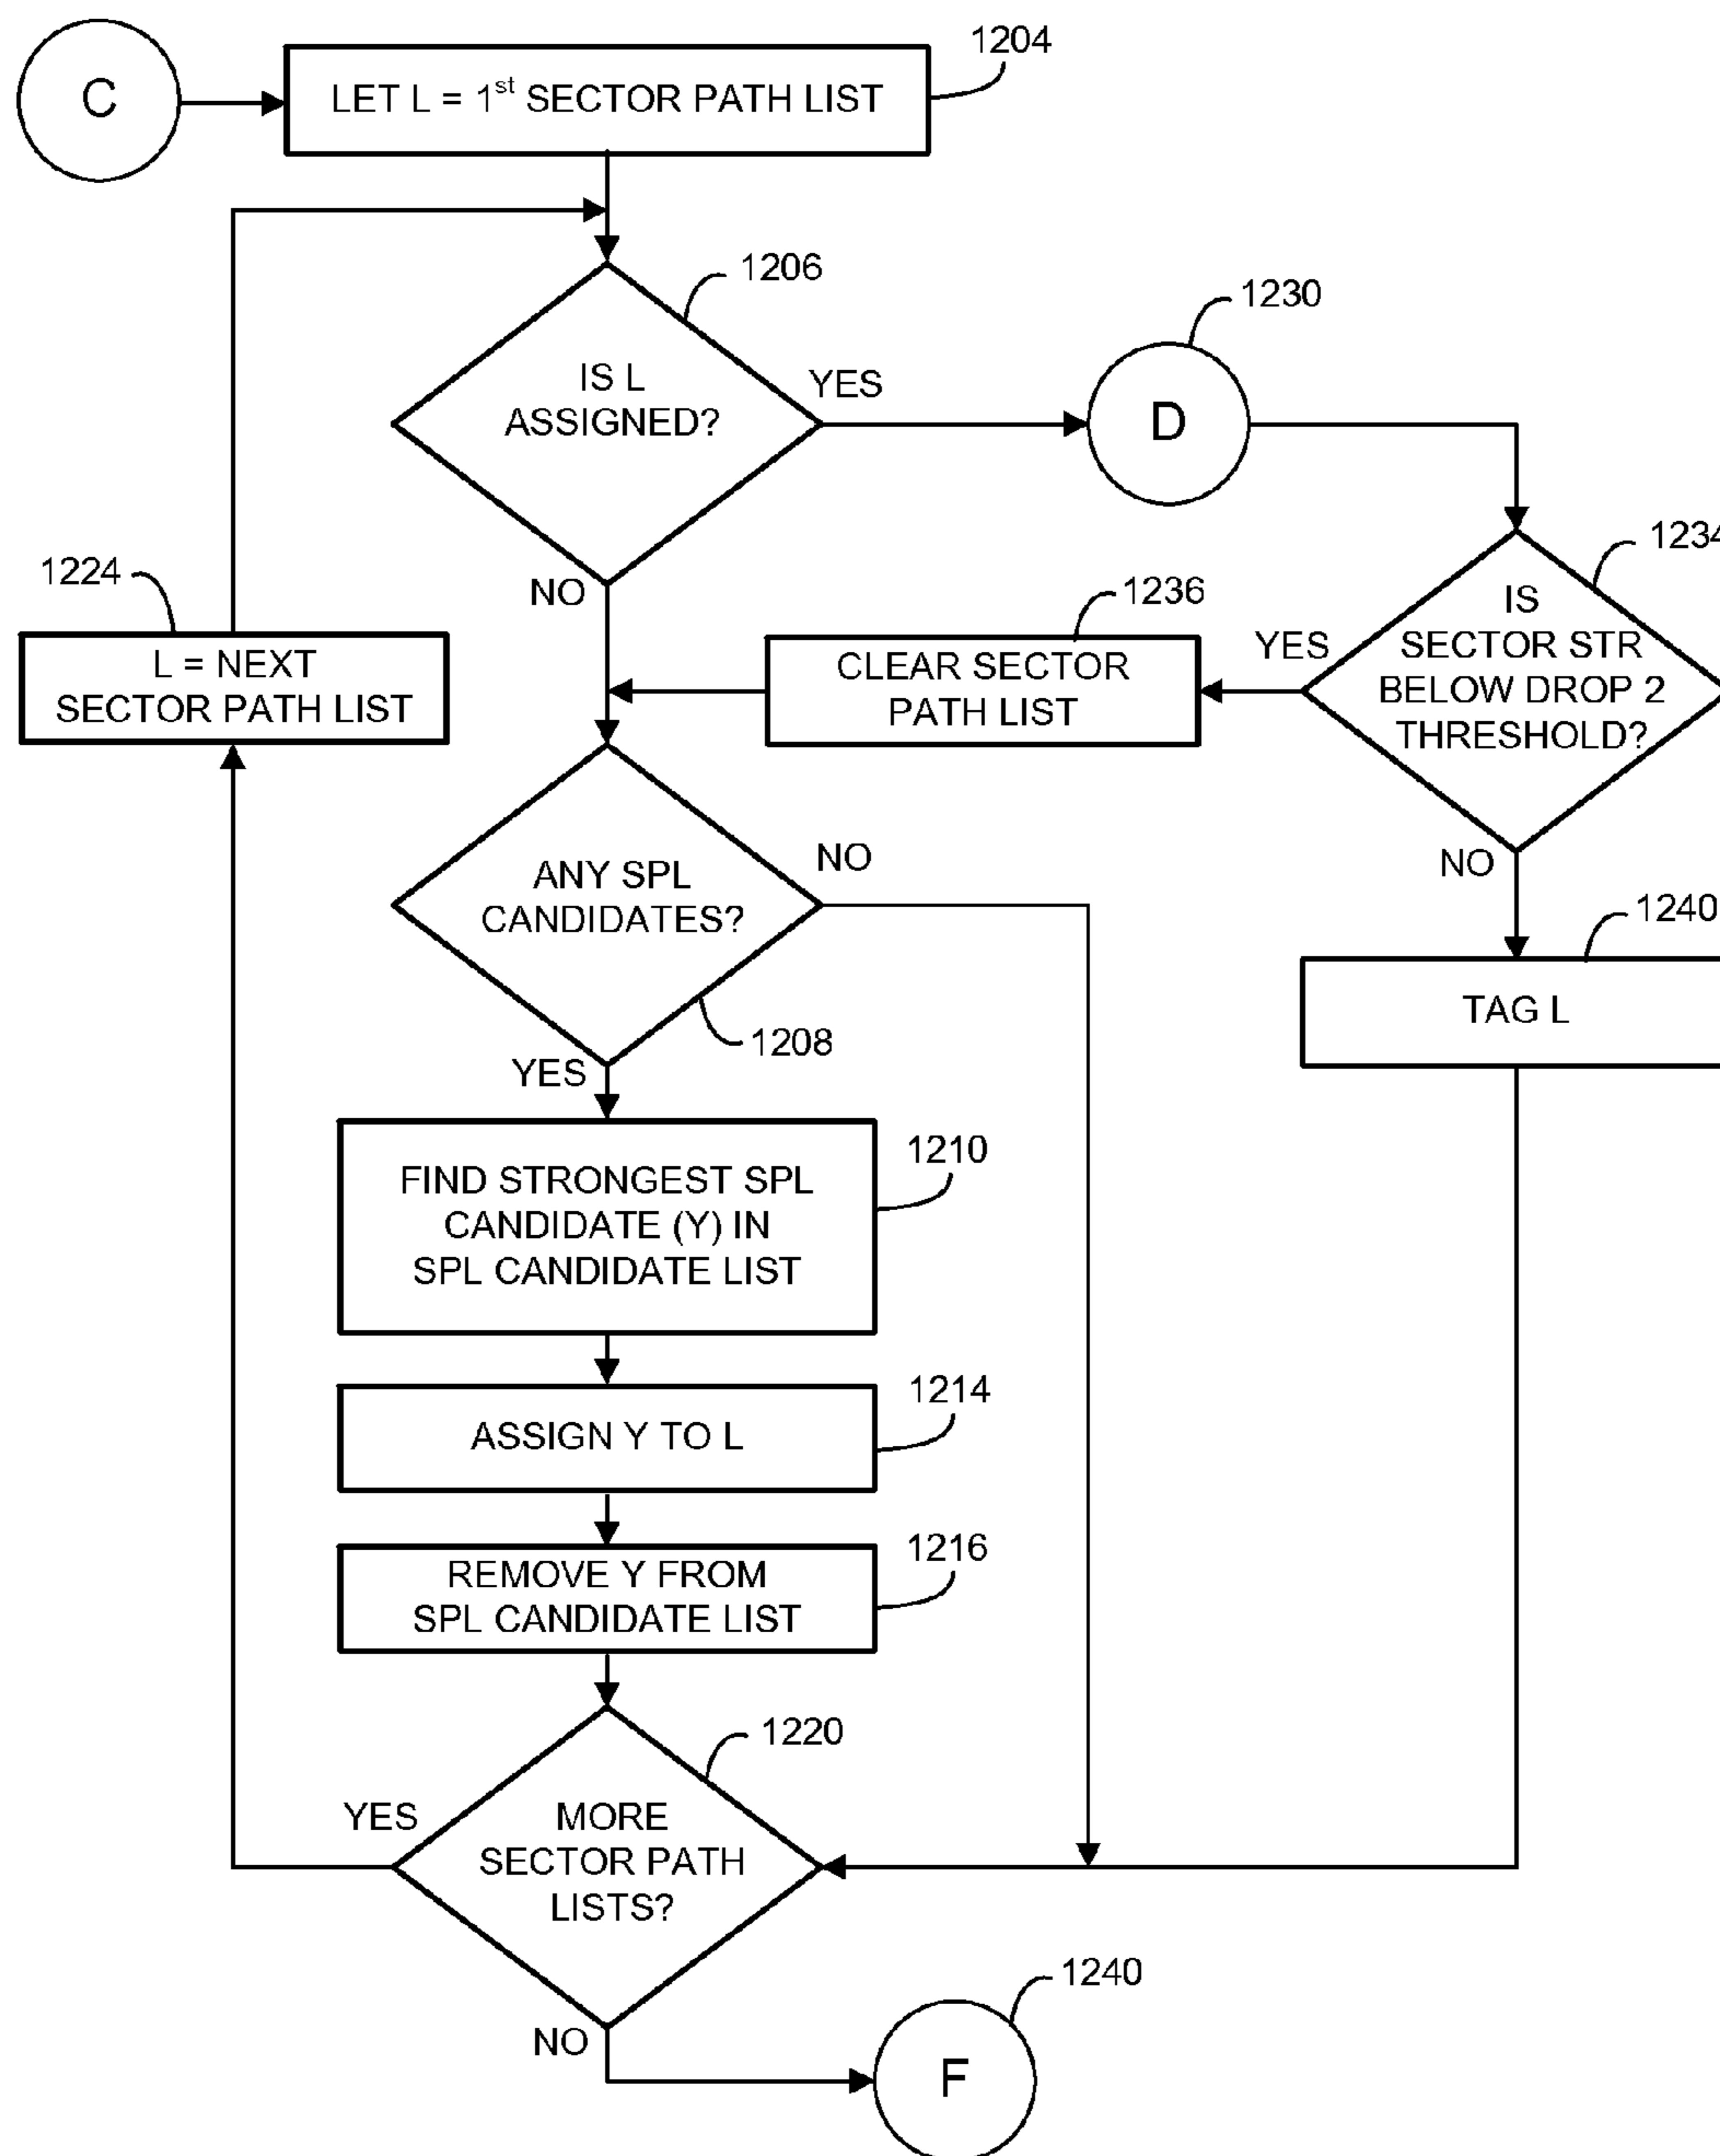 C
LET L = 1st SECTOR PATH LIST
1204
1206
IS L
ASSIGNED?
YES
NO
1230
D
1234
IS
SECTOR STR
BELOW DROP 2
THRESHOLD?
YES
NO
1236
CLEAR SECTOR
PATH LIST
1224
L = NEXT
SECTOR PATH LIST
ANY SPL
CANDIDATES?
NO
YES
1208
1240
TAG L
1210
FIND STRONGEST SPL
CANDIDATE (Y) IN
SPL CANDIDATE LIST
1214
ASSIGN Y TO L
1216
REMOVE Y FROM
SPL CANDIDATE LIST
1220
YES
MORE
SECTOR PATH
LISTS?
NO
1240
F